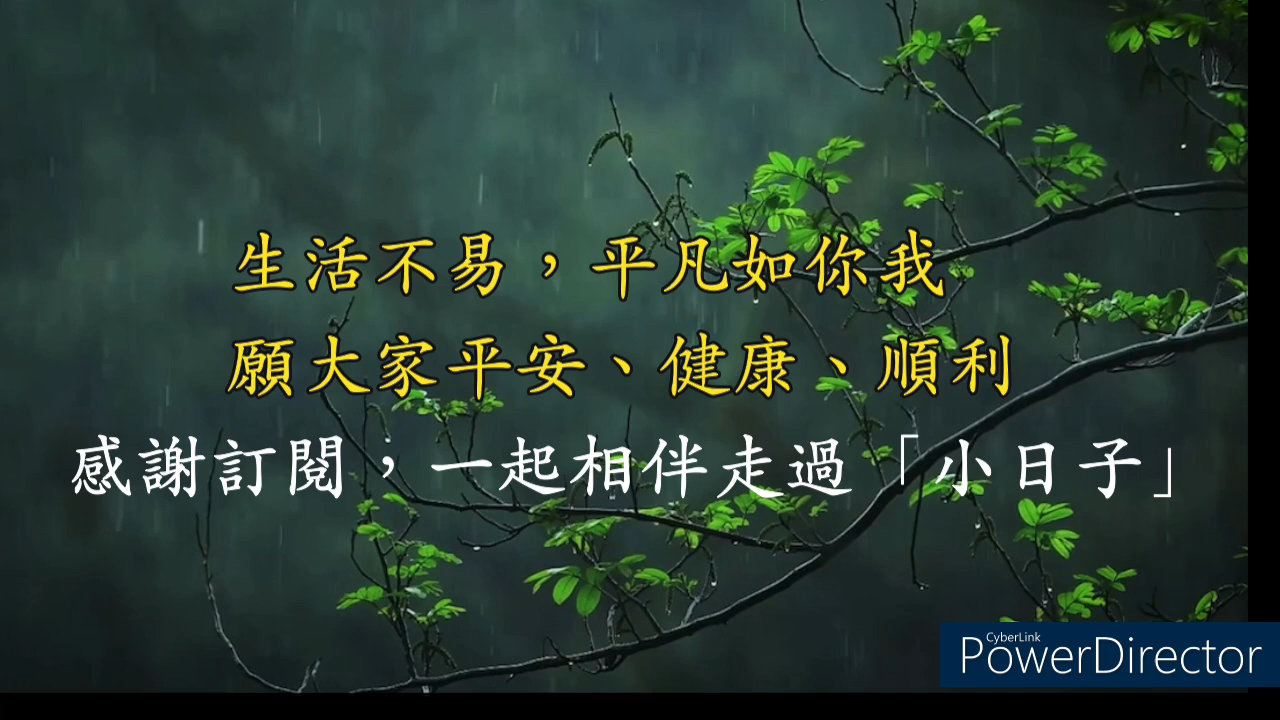 生活不易，平凡如你我
願大家平安、健康、順利
感謝訂閱，一起相伴走過「小日子」
CyberLink
PowerDirector